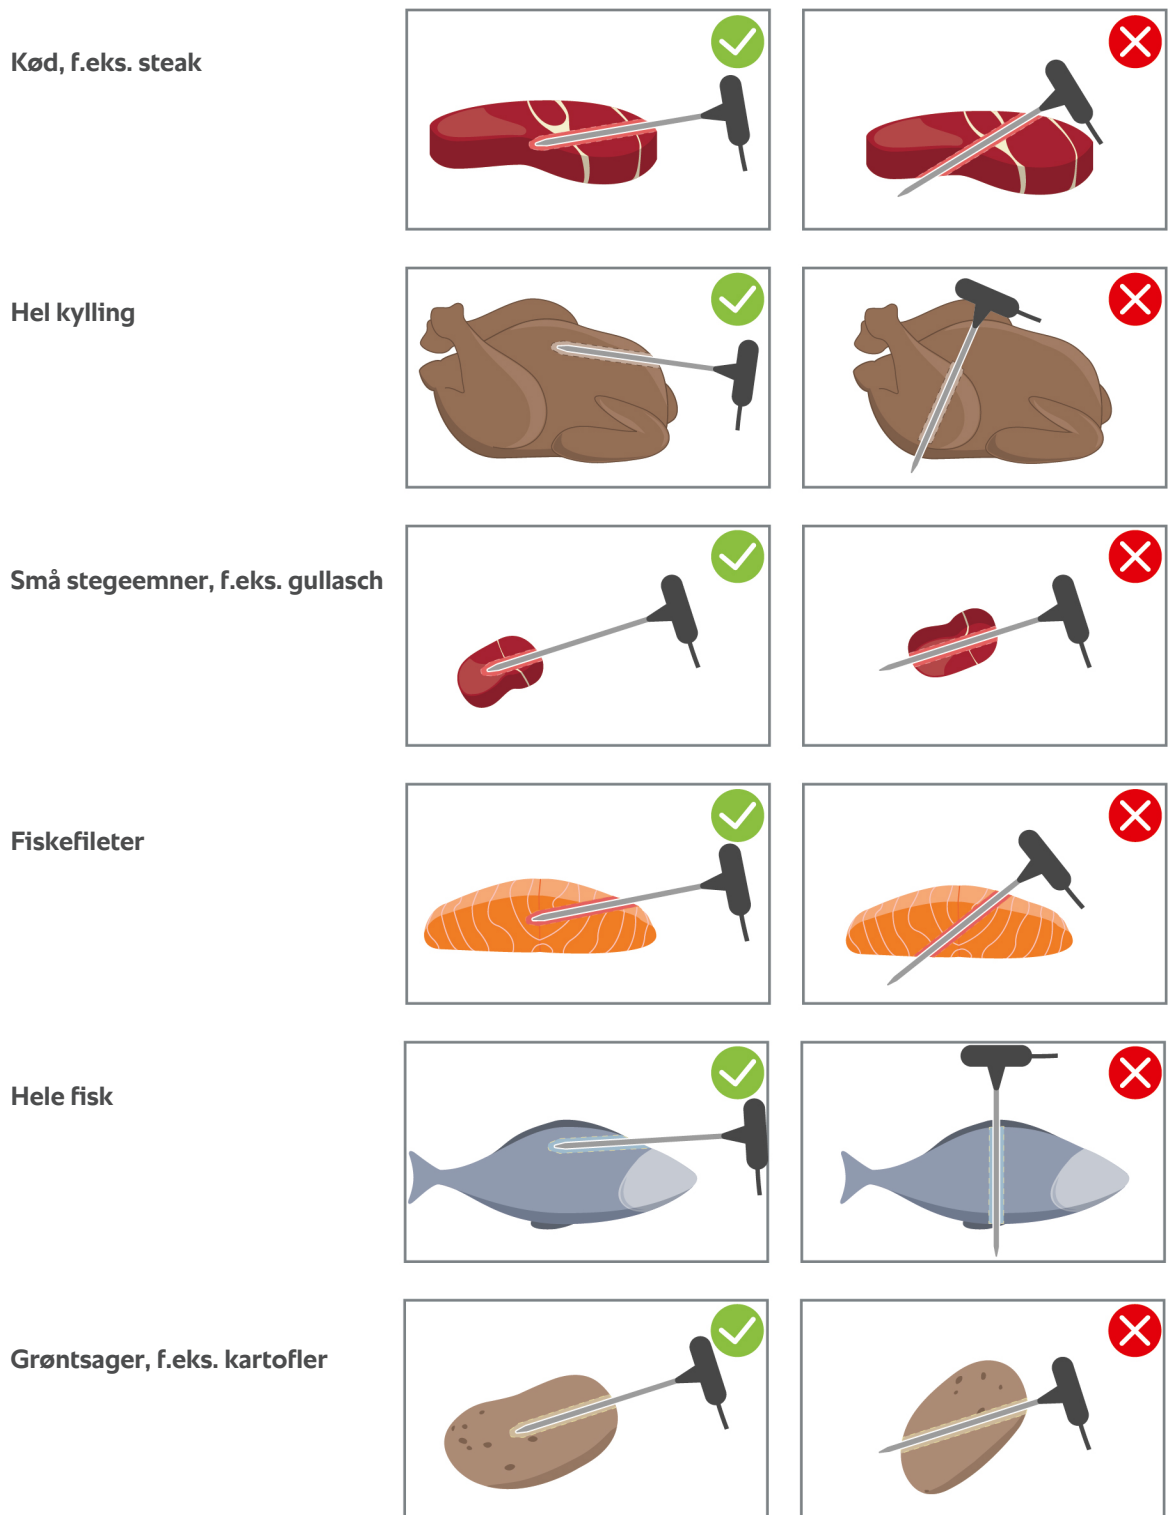 Kød, f.eks. steak
Hel kylling
Små stegeemner, f.eks. gullasch
Fiskefileter
Hele fisk
Grøntsager, f.eks. kartofler